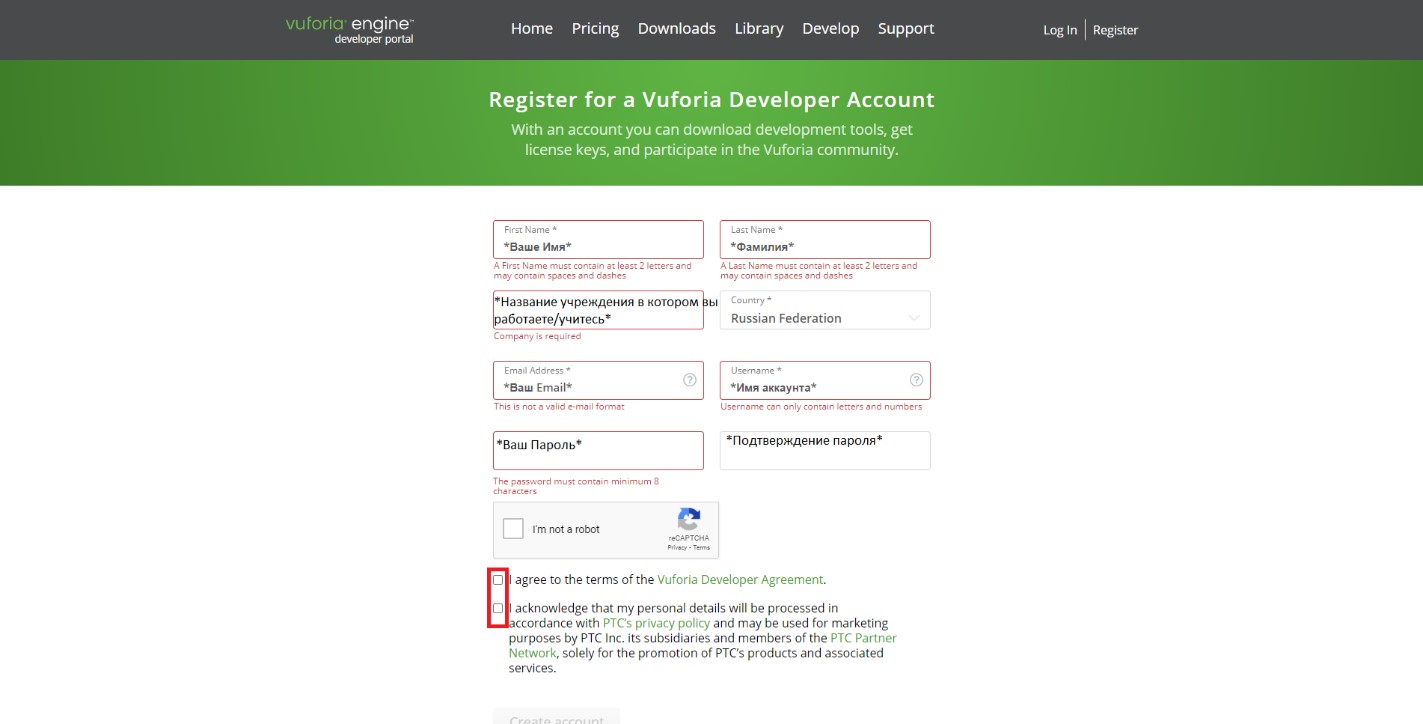 vuforia® engine™
developer portal
Home Pricing Downloads Library Develop Support
Log In Register
Register for a Vuforia Developer Account
With an account you can download development tools, get
license keys, and participate in the Vuforia community.
First Name *
*Ваше Имя*
A First Name must contain at least 2 letters and
may contain spaces and dashes
Last Name *
*Фамилия*
A Last Name must contain at least 2 letters and
may contain spaces and dashes
*Название учреждения в котором вы
работаете/учитесь*
Company is required
Country *
Russian Federation
Email Address *
*Ваш Email*
This is not a valid e-mail format
Username *
*Имя аккаунта*
Username can only contain letters and numbers
*Ваш Пароль*
The password must contain minimum 8
characters
*Подтверждение пароля*
I'm not a robot
reCAPTCHA
Privacy - Terms
I agree to the terms of the Vuforia Developer Agreement.
I acknowledge that my personal details will be processed in
accordance with PTC's privacy policy and may be used for marketing
purposes by PTC Inc. its subsidiaries and members of the PTC Partner
Network, solely for the promotion of PTC's products and associated
services.
Create account